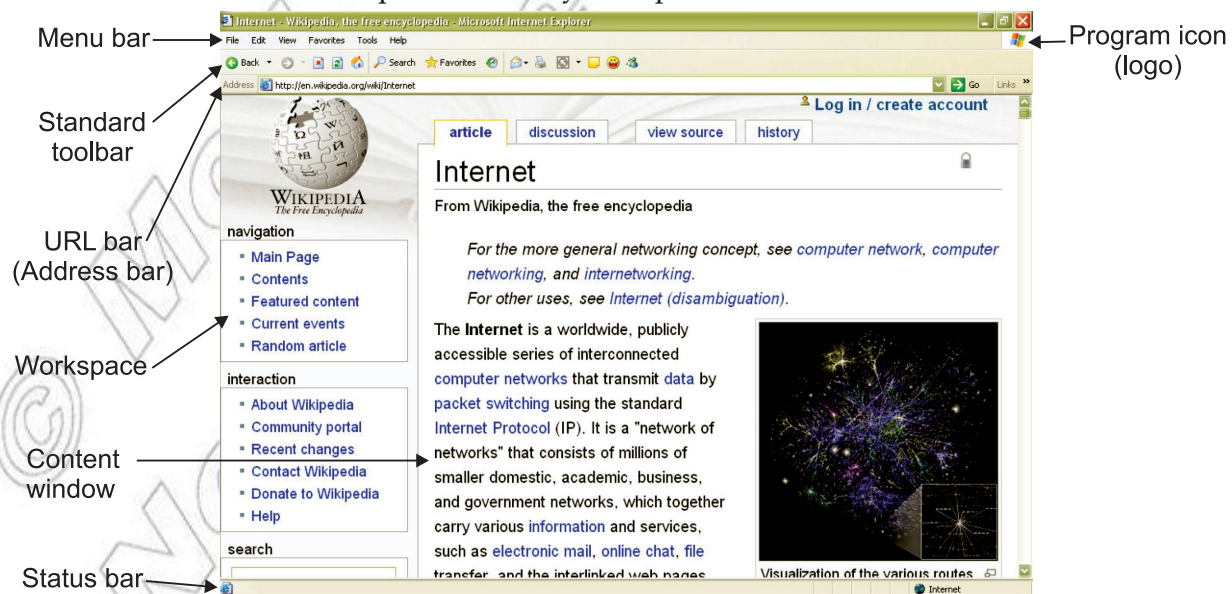 Internet - Wikipedia, the free encyclopedia - Microsoft Internet Explorer
Menu bar
File Edit View Favorites Tools Help
Program icon
(logo)
Back Search Favorites
Address http://en.wikipedia.org/wiki/Internet Go Links »
Standard
toolbar
URL bar
(Address bar)
Workspace
Content
window
Status bar
WIKIPEDIA
The Free Encyclopedia
navigation
Main Page
Contents
Featured content
Current events
Random article
interaction
About Wikipedia
Community portal
Recent changes
Contact Wikipedia
Donate to Wikipedia
Help
search
Log in / create account
article discussion view source history
Internet
From Wikipedia, the free encyclopedia
For the more general networking concept, see computer network, computer
networking, and internetworking.
For other uses, see Internet (disambiguation).
The Internet is a worldwide, publicly
accessible series of interconnected
computer networks that transmit data by
packet switching using the standard
Internet Protocol (IP). It is a "network of
networks" that consists of millions of
smaller domestic, academic, business,
and government networks, which together
carry various information and services,
such as electronic mail, online chat, file
transfer, and the interlinked web pages
Visualization of the various routes
Internet